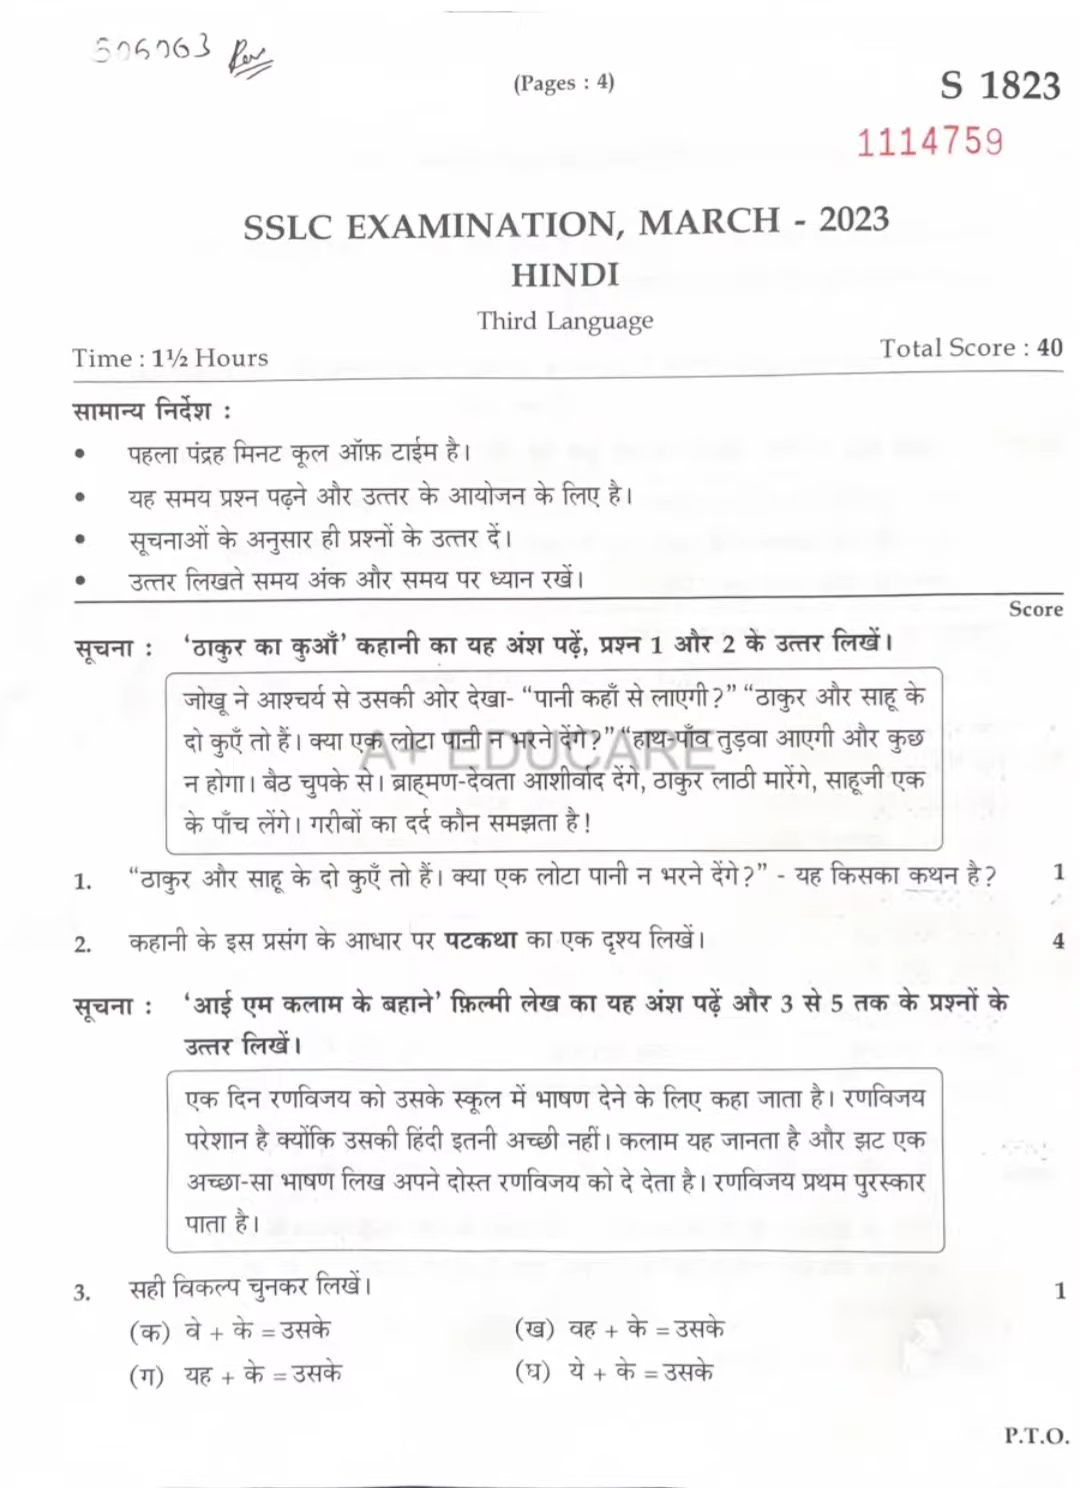 505063
(Pages : 4)
S 1823
1114759
SSLC EXAMINATION, MARCH - 2023
HINDI
Third Language
Time : 1½ Hours
Total Score : 40
सामान्य निर्देश :
• पहला पंद्रह मिनट कूल ऑफ़ टाईम है।
• यह समय प्रश्न पढ़ने और उत्तर के आयोजन के लिए है।
• सूचनाओं के अनुसार ही प्रश्नों के उत्तर दें।
• उत्तर लिखते समय अंक और समय पर ध्यान रखें।
Score
सूचना : ‘ठाकुर का कुआँ’ कहानी का यह अंश पढ़ें, प्रश्न 1 और 2 के उत्तर लिखें।
जोखू ने आश्चर्य से उसकी ओर देखा- “पानी कहाँ से लाएगी?” “ठाकुर और साहू के
दो कुएँ तो हैं। क्या एक लोटा पानी न भरने देंगे?” “हाथ-पाँव तुड़वा आएगी और कुछ
न होगा। बैठ चुपके से। ब्राह्मण-देवता आशीर्वाद देंगे, ठाकुर लाठी मारेंगे, साहूजी एक
के पाँच लेंगे। गरीबों का दर्द कौन समझता है!
A+ EDUCARE
1. “ठाकुर और साहू के दो कुएँ तो हैं। क्या एक लोटा पानी न भरने देंगे?” - यह किसका कथन है? 1
2. कहानी के इस प्रसंग के आधार पर पटकथा का एक दृश्य लिखें। 4
सूचना : ‘आई एम कलाम के बहाने’ फ़िल्मी लेख का यह अंश पढ़ें और 3 से 5 तक के प्रश्नों के
उत्तर लिखें।
एक दिन रणविजय को उसके स्कूल में भाषण देने के लिए कहा जाता है। रणविजय
परेशान है क्योंकि उसकी हिंदी इतनी अच्छी नहीं। कलाम यह जानता है और झट एक
अच्छा-सा भाषण लिख अपने दोस्त रणविजय को दे देता है। रणविजय प्रथम पुरस्कार
पाता है।
3. सही विकल्प चुनकर लिखें। 1
(क) वे + के = उसके (ख) वह + के = उसके
(ग) यह + के = उसके (घ) ये + के = उसके
P.T.O.